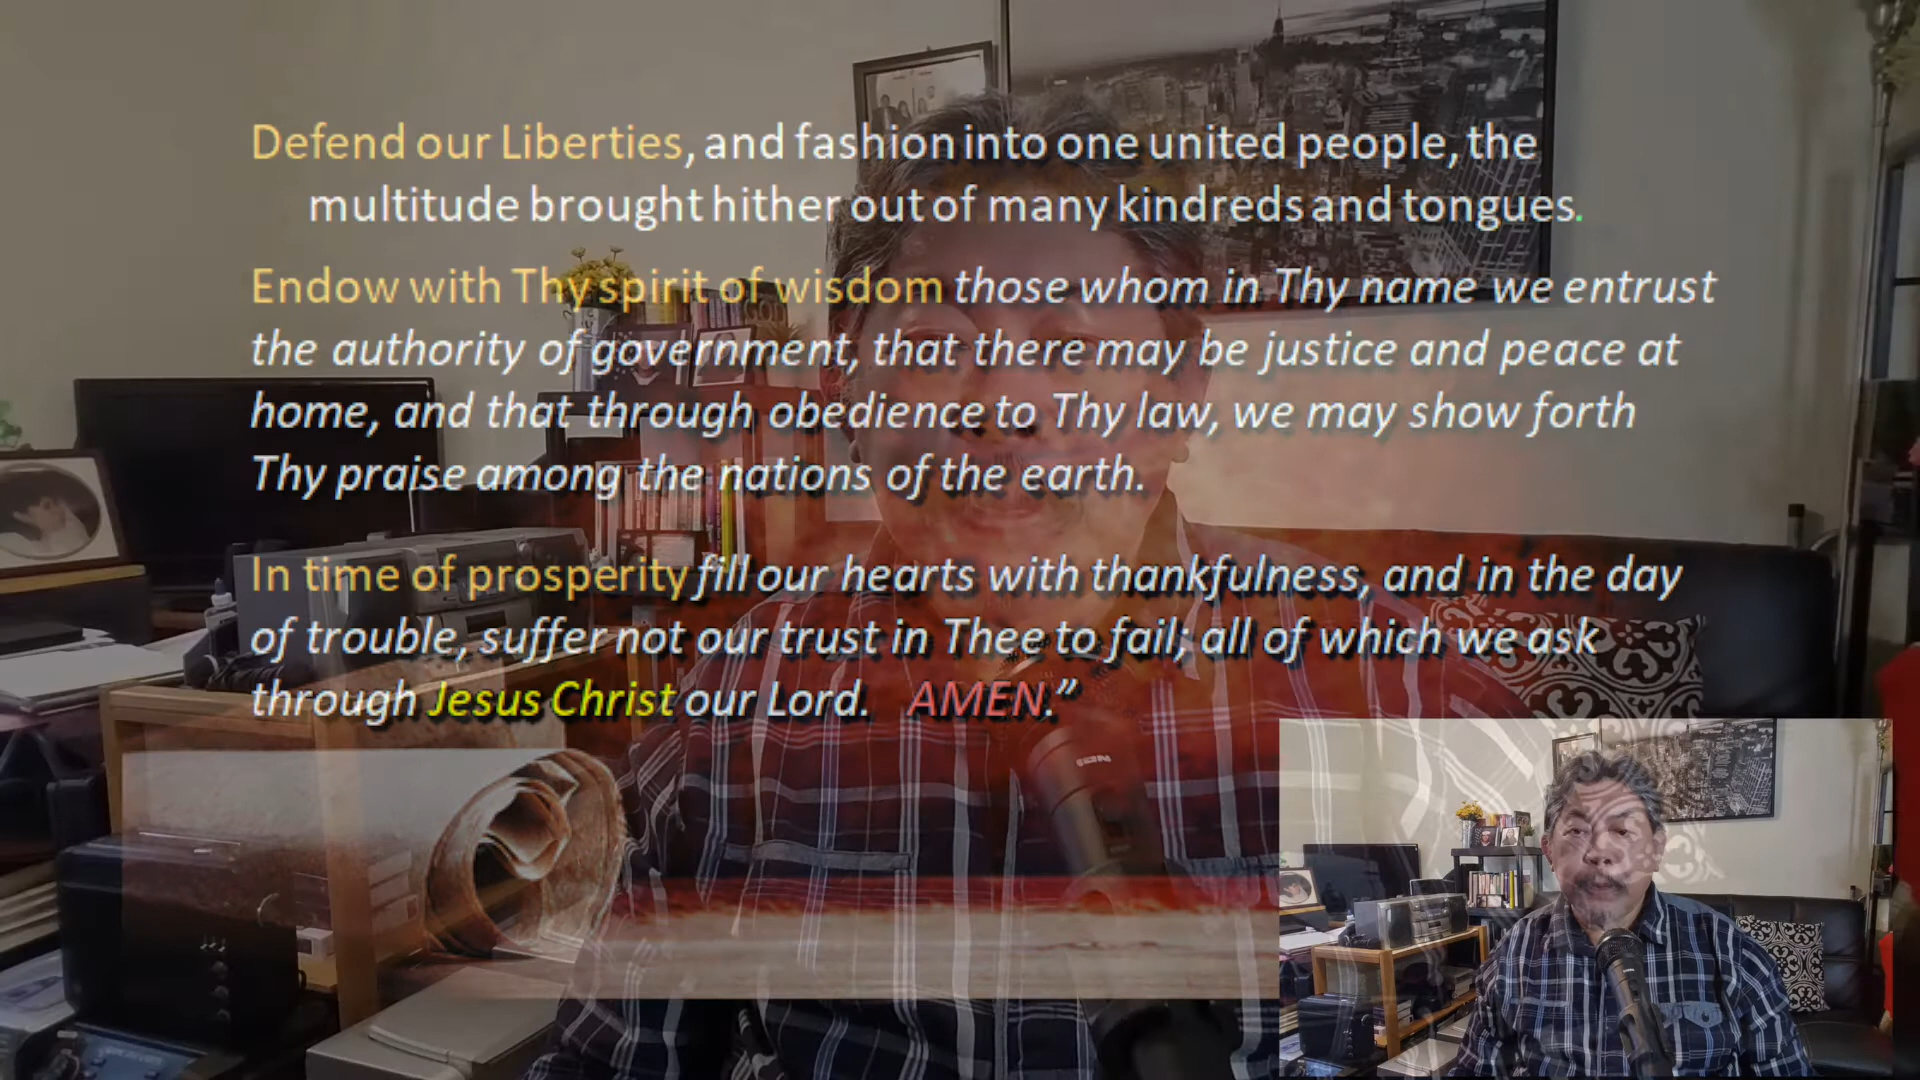 Defend our Liberties, and fashion into one united people, the
multitude brought hither out of many kindreds and tongues.
Endow with Thy spirit of wisdom those whom in Thy name we entrust
the authority of government, that there may be justice and peace at
home, and that through obedience to Thy law, we may show forth
Thy praise among the nations of the earth.
In time of prosperity fill our hearts with thankfulness, and in the day
of trouble, suffer not our trust in Thee to fail; all of which we ask
through Jesus Christ our Lord. AMEN.”